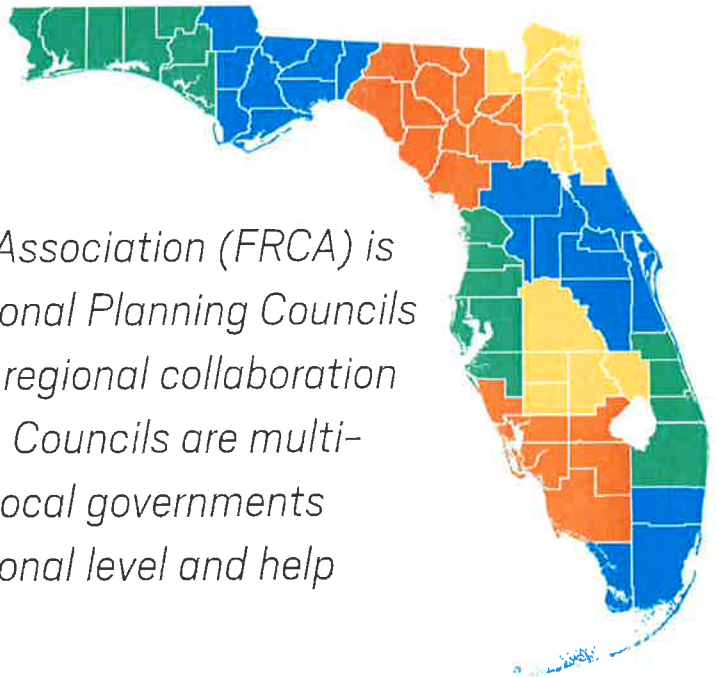 Association (FRCA) is
onal Planning Councils
regional collaboration
Councils are multi-
ocal governments
onal level and help